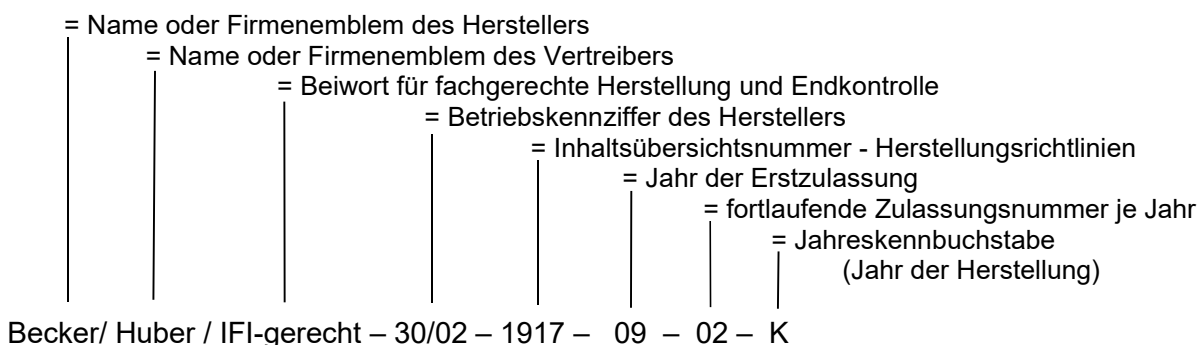 = Name oder Firmenemblem des Herstellers
= Name oder Firmenemblem des Vertreibers
= Beiwort für fachgerechte Herstellung und Endkontrolle
= Betriebskennziffer des Herstellers
= Inhaltsübersichtsnummer - Herstellungsrichtlinien
= Jahr der Erstzulassung
= fortlaufende Zulassungsnummer je Jahr
= Jahreskennbuchstabe
(Jahr der Herstellung)
Becker/ Huber / IFI-gerecht – 30/02 – 1917 – 09 – 02 – K